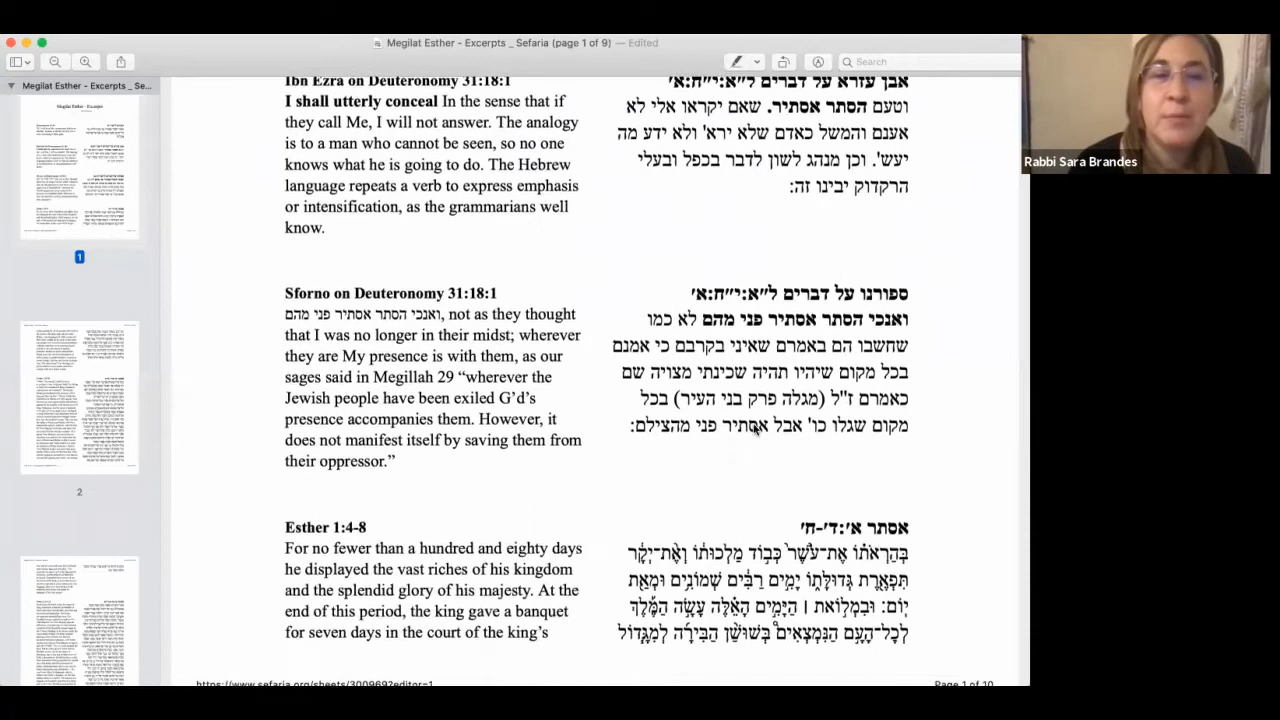 Megilat Esther - Excerpts _ Sefaria (page 1 of 9) — Edited
Search
Megilat Esther - Excerpts _ Se...
Megilat Esther - Excerpts
1
2
Ibn Ezra on Deuteronomy 31:18:1
I shall utterly conceal In the sense that if
they call Me, I will not answer. The analogy
is to one who cannot be seen, so no one
knows what he is going to do. The Hebrew
language repeats a verb to express emphasis
or intensification, as the grammarians well
know.
אבן עזרא על דברים ל״א:י״ח:א׳
וטעם הסתר אסתיר. שאם יקראו אלי לא
אענם והמשל כאדם שלא ירא' ולא ידע מה
יעש'. וכן מנהג לשון לדבר בכפל ובעלי
הדקדוק יבינו זה:
Sforno on Deuteronomy 31:18:1
ואנכי הסתר אסתיר פני מהם, not as they thought
that I was no longer in their midst, wherever
they are My presence is with them, as our
sages said in Megillah 29 “wherever the
Jewish people have been exiled G’d’s
presence accompanies them, except that it
does not manifest itself by saving them from
their oppressor.”
ספורנו על דברים ל״א:י״ח:א׳
ואנכי הסתר אסתיר פני מהם לא כמו
שחשבו הם באמרם שאיני בקרבם כי אמנם
בכל מקום שיהיו תהיה שכינתי מצויה שם
כאמרם ז"ל (מגלה פרק בני העיר) בכל
מקום שגלו כו' אבל אסתיר פני מהצילם:
Esther 1:4-8
For no fewer than a hundred and eighty days
he displayed the vast riches of his kingdom
and the splendid glory of his majesty. At the
end of this period, the king gave a banquet
for seven days in the court of the king’s
אסתר א׳:ד׳-ח׳
בְּהַרְאֹת֗וֹ אֶת־עֹ֙שֶׁר֙ כְּב֣וֹד מַלְכוּת֔וֹ וְאֶ֨ת־יְקָ֔ר
תִּפְאֶ֖רֶת גְּדוּלָּת֑וֹ יָמִ֣ים רַבִּ֔ים שְׁמוֹנִ֥ים וּמְאַ֖ת
יֽוֹם׃ וּבִמְל֣וֹאת ׀ הַיָּמִ֣ים הָאֵ֗לֶּה עָשָׂ֣ה הַמֶּ֡לֶךְ
לְכָל־הָעָ֣ם הַנִּמְצְאִים֩ בְּשׁוּשַׁ֨ן הַבִּירָ֜ה לְמִגָּ֧דוֹל
https://www.sefaria.org/sheets/300969?editor=1
Page 1 of 10
Rabbi Sara Brandes